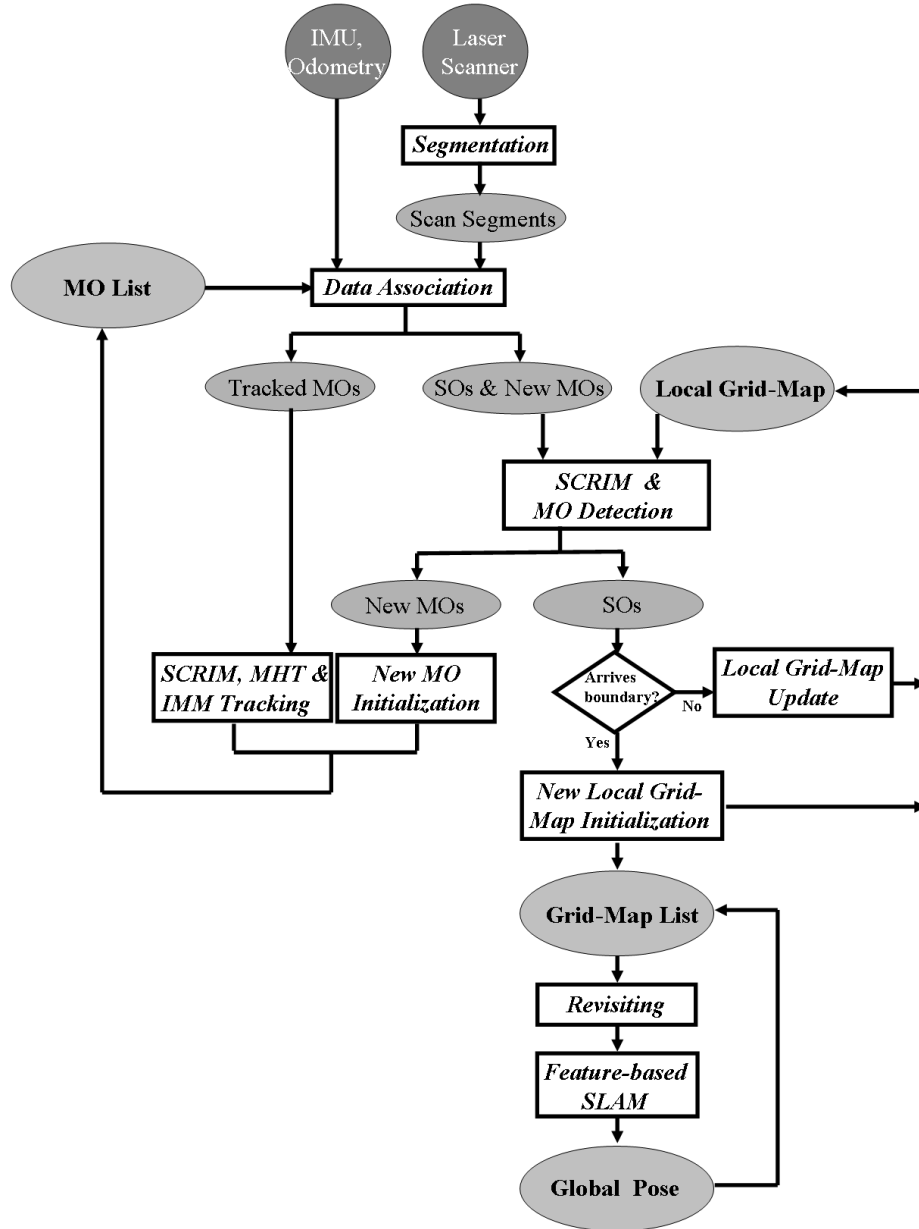 IMU,
Odometry
Laser
Scanner
Segmentation
Scan Segments
MO List
Data Association
Tracked MOs
SOs & New MOs
Local Grid-Map
SCRIM &
MO Detection
New MOs
SOs
SCRIM, MHT &
IMM Tracking
New MO
Initialization
Arrives
boundary?
No
Local Grid-Map
Update
Yes
New Local Grid-
Map Initialization
Grid-Map List
Revisiting
Feature-based
SLAM
Global Pose